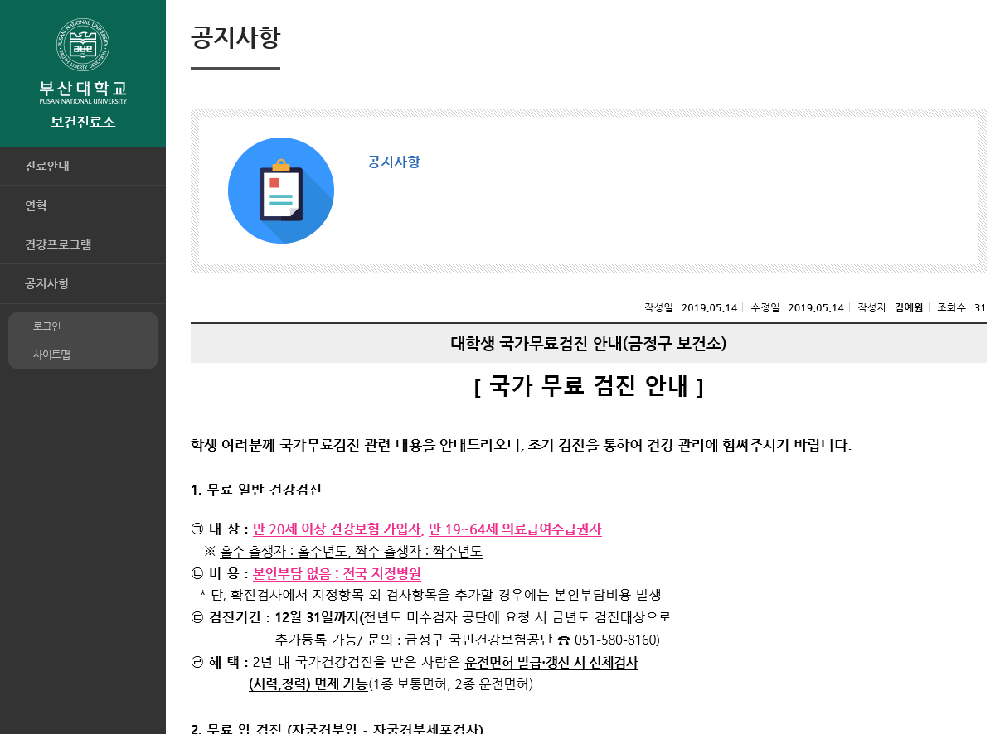 부산대학교
PUSAN NATIONAL UNIVERSITY
보건진료소
진료안내
연혁
건강프로그램
공지사항
로그인
사이트맵
공지사항
공지사항
작성일 2019.05.14 수정일 2019.05.14 작성자 김예원 조회수 31
대학생 국가무료검진 안내(금정구 보건소)
[ 국가 무료 검진 안내 ]
학생 여러분께 국가무료검진 관련 내용을 안내드리오니, 조기 검진을 통하여 건강 관리에 힘써주시기 바랍니다.
1. 무료 일반 건강검진
㉠ 대 상 : 만 20세 이상 건강보험 가입자, 만 19~64세 의료급여수급권자
※ 홀수 출생자 : 홀수년도, 짝수 출생자 : 짝수년도
㉡ 비 용 : 본인부담 없음 : 전국 지정병원
* 단, 확진검사에서 지정항목 외 검사항목을 추가할 경우에는 본인부담비용 발생
㉢ 검진기간 : 12월 31일까지(전년도 미수검자 공단에 요청 시 금년도 검진대상으로
추가등록 가능/ 문의 : 금정구 국민건강보험공단 ☎ 051-580-8160)
㉣ 혜 택 : 2년 내 국가건강검진을 받은 사람은 운전면허 발급·갱신 시 신체검사
(시력,청력) 면제 가능(1종 보통면허, 2종 운전면허)
2. 무료 암 검진 (자궁경부암 - 자궁경부세포검사)